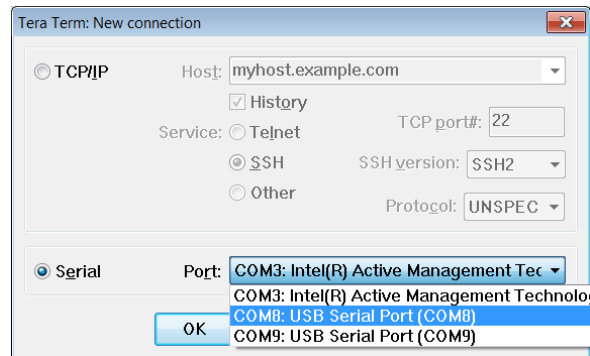 Tera Term: New connection
TCP/IP Host: myhost.example.com
History
Service: Telnet TCP port#: 22
SSH SSH version: SSH2
Other Protocol: UNSPEC
Serial Port: COM3: Intel(R) Active Management Tec
COM3: Intel(R) Active Management Technolo
COM8: USB Serial Port (COM8)
OK COM9: USB Serial Port (COM9)